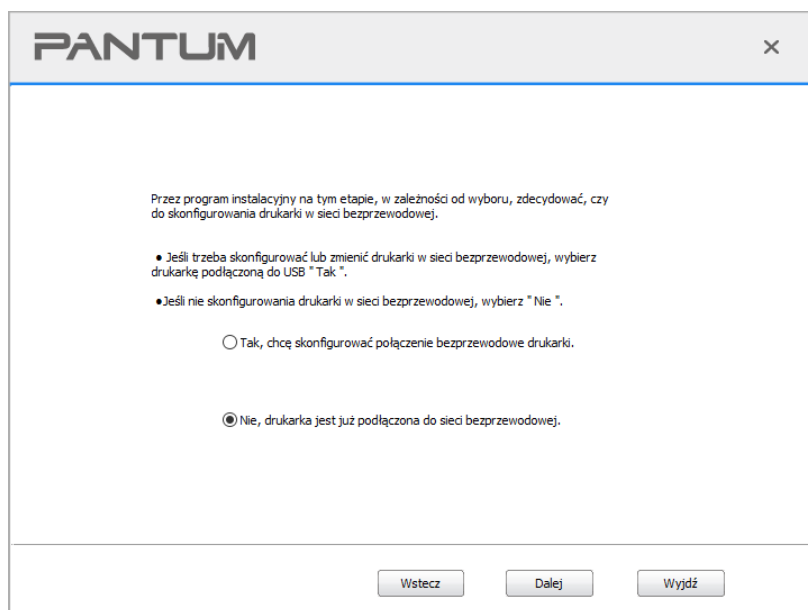 PANTUM
Przez program instalacyjny na tym etapie, w zależności od wyboru, zdecydować, czy
do skonfigurowania drukarki w sieci bezprzewodowej.
● Jeśli trzeba skonfigurować lub zmienić drukarki w sieci bezprzewodowej, wybierz
drukarkę podłączoną do USB " Tak ".
●Jeśli nie skonfigurowania drukarki w sieci bezprzewodowej, wybierz " Nie ".
Tak, chcę skonfigurować połączenie bezprzewodowe drukarki.
Nie, drukarka jest już podłączona do sieci bezprzewodowej.
Wstecz Dalej Wyjdź